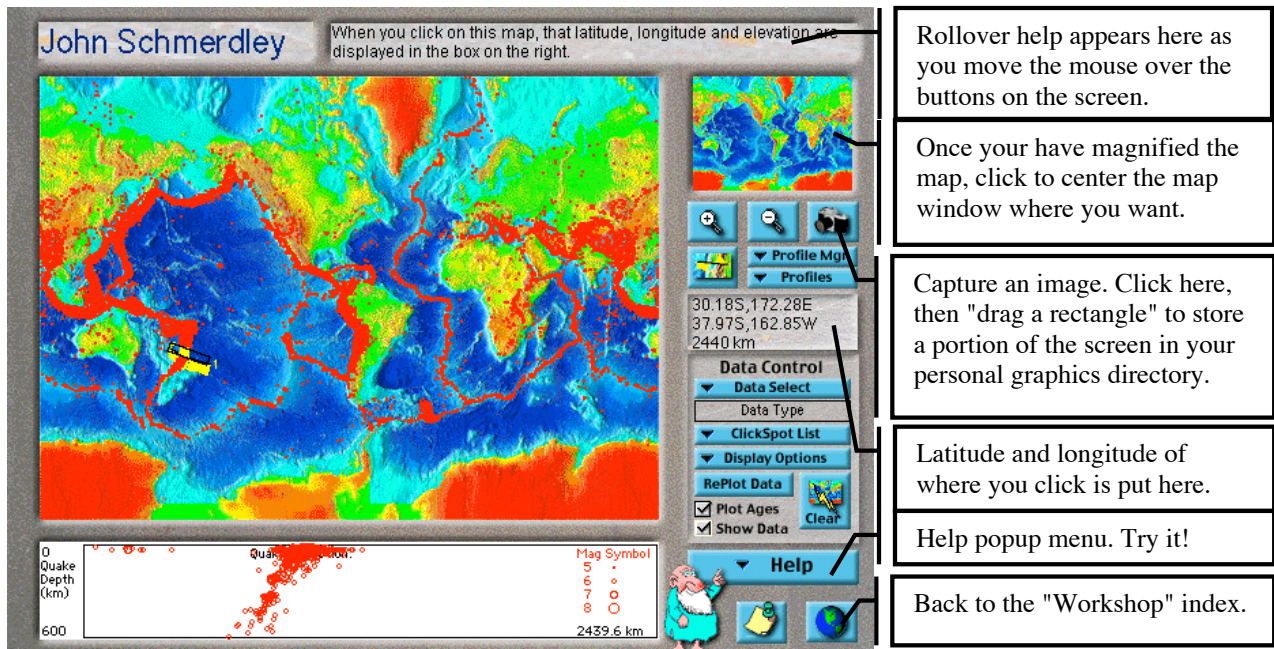 John Schmerdley
When you click on this map, that latitude, longitude and elevation are
displayed in the box on the right.
Rollover help appears here as
you move the mouse over the
buttons on the screen.
Once your have magnified the
map, click to center the map
window where you want.
Profile Mgr
Profiles
Capture an image. Click here,
then "drag a rectangle" to store
a portion of the screen in your
personal graphics directory.
30.18S,172.28E
37.97S,162.85W
2440 km
1
Data Control
Data Select
Data Type
ClickSpot List
Display Options
RePlot Data
Plot Ages
Show Data
Clear
Latitude and longitude of
where you click is put here.
Help
Help popup menu. Try it!
Back to the "Workshop" index.
0
Quake
Depth
(km)
600
Mag Symbol
5
6
7
8
2439.6 km